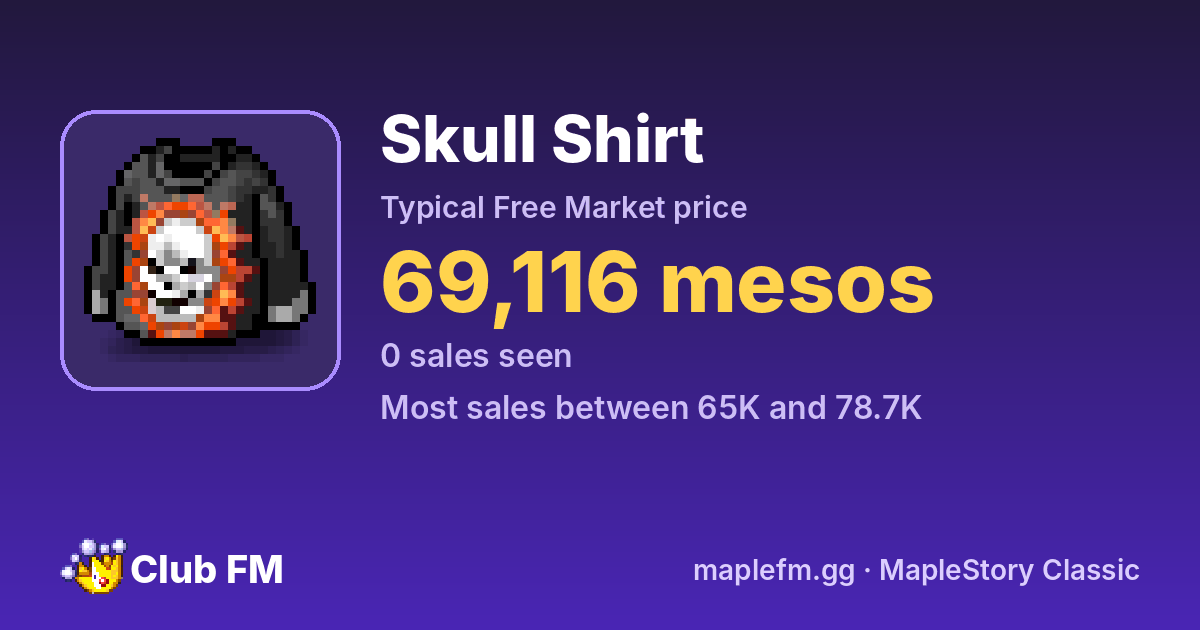 Skull Shirt
Typical Free Market price
69,116 mesos
0 sales seen
Most sales between 65K and 78.7K
Club FM
maplefm.gg · MapleStory Classic